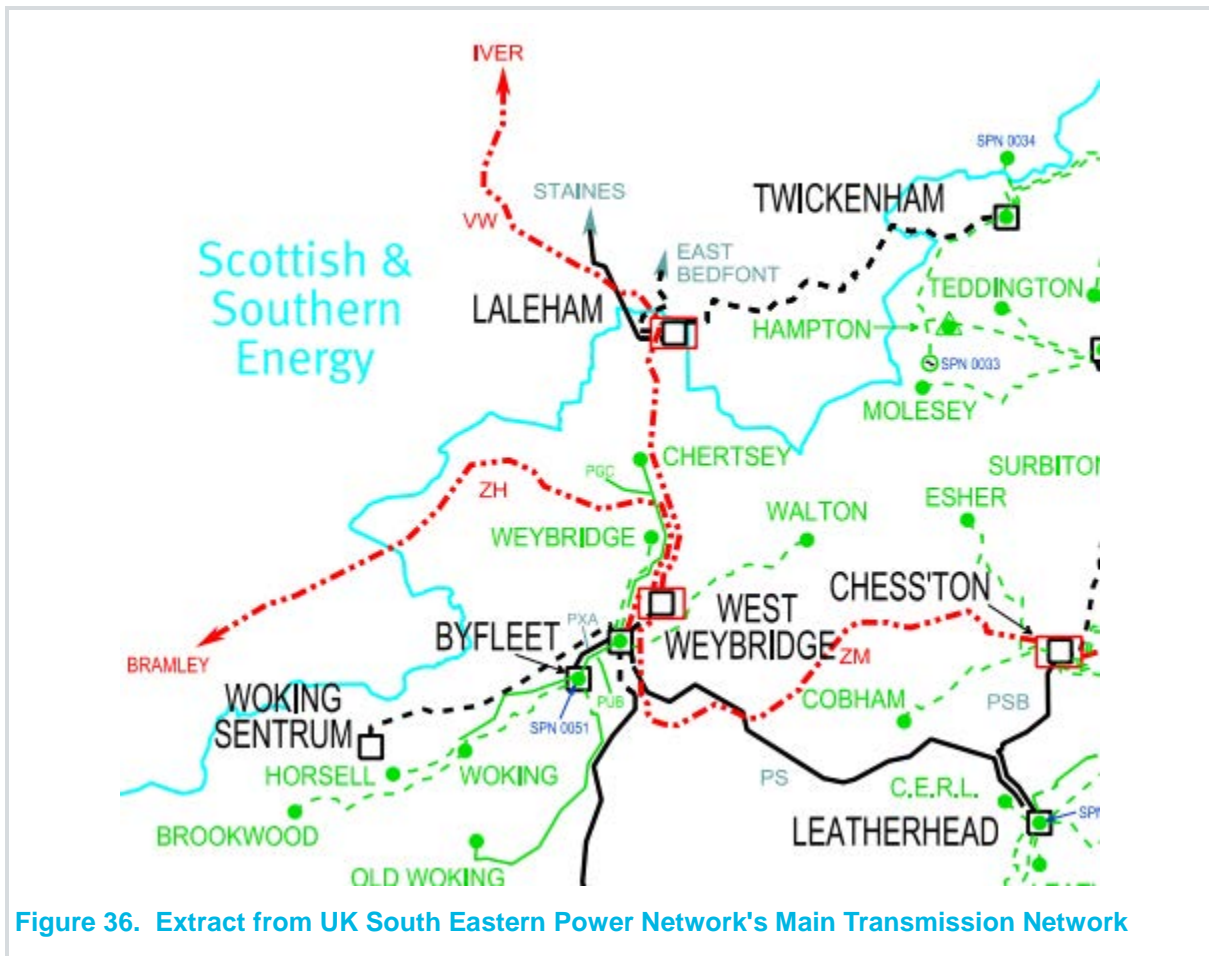 IVER
SPN 0034
STAINES
TWICKENHAM
VW
Scottish &
Southern
Energy
EAST
BEDFONT
TEDDINGTON
LALEHAM
HAMPTON
SPN 0033
MOLESEY
CHERTSEY
SURBITON
PGC
ZH
ESHER
WALTON
WEYBRIDGE
CHESS'TON
WEST
WEYBRIDGE
PXA
BYFLEET
ZM
BRAMLEY
WOKING
SENTRUM
PUB
COBHAM
PSB
SPN 0051
HORSELL
WOKING
PS
C.E.R.L.
BROOKWOOD
LEATHERHEAD
SPN
OLD WOKING
Figure 36. Extract from UK South Eastern Power Network's Main Transmission Network